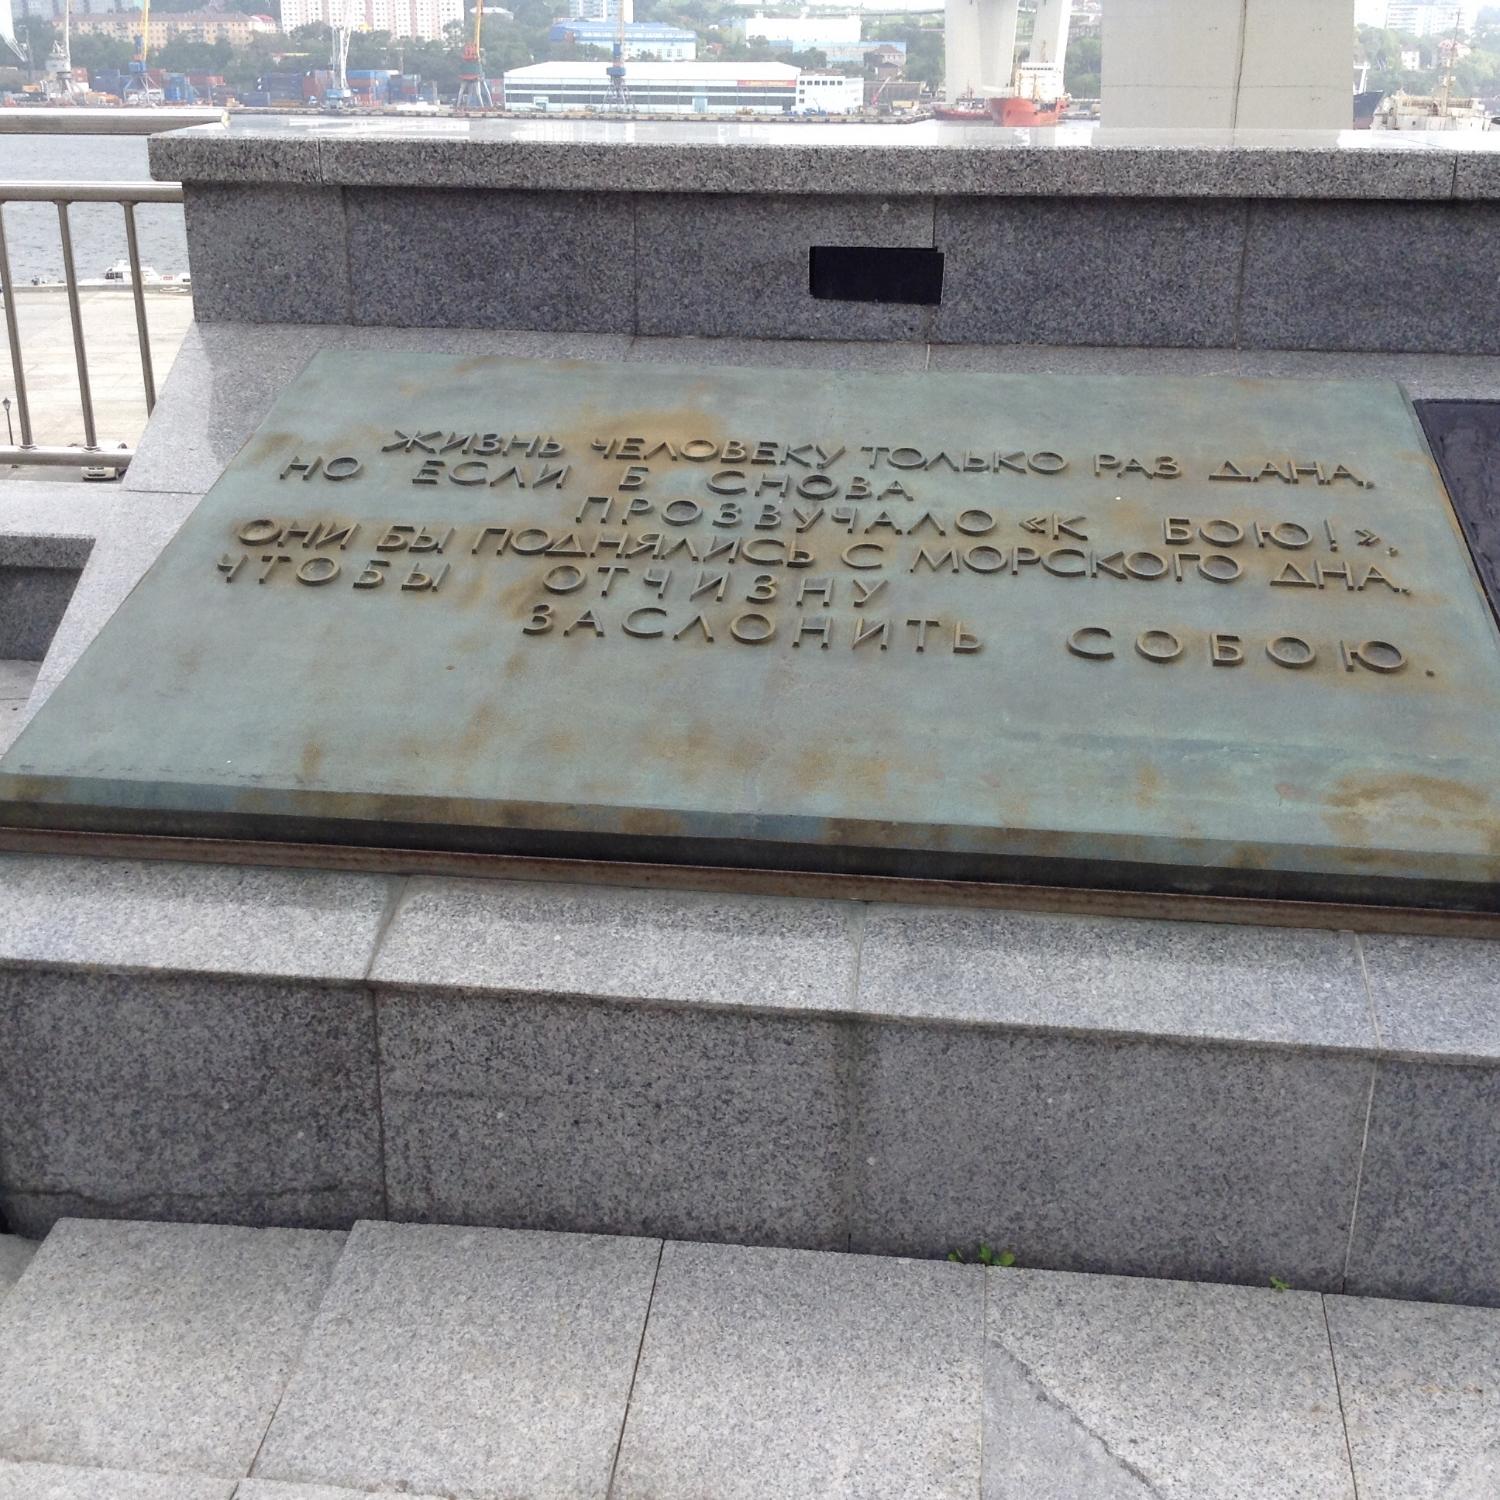 ЖИЗНЬ ЧЕЛОВЕКУ ТОЛЬКО РАЗ ДАНА,
НО ЕСЛИ Б СНОВА
ПРОЗВУЧАЛО «К БОЮ!»,
ОНИ БЫ ПОДНЯЛИСЬ С МОРСКОГО ДНА,
ЧТОБЫ ОТЧИЗНУ
ЗАСЛОНИТЬ СОБОЮ.